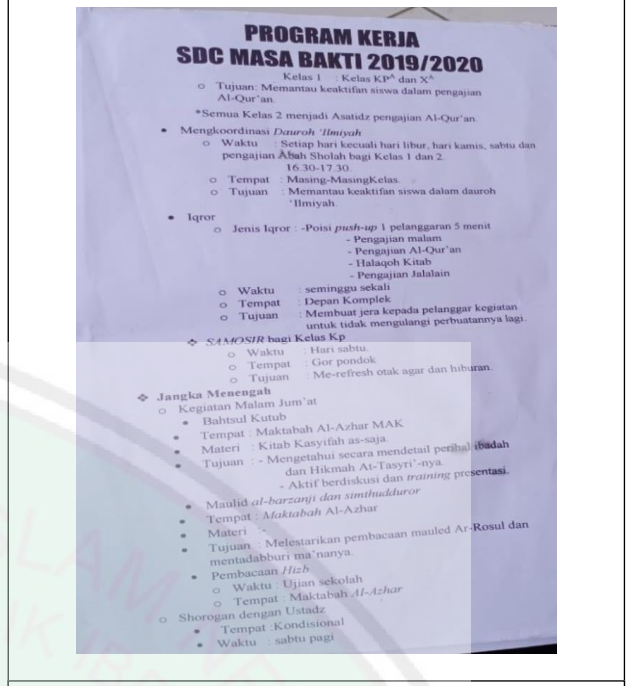 PROGRAM KERJA
SDC MASA BAKTI 2019/2020
Kelas 1 : Kelas KP^ dan X^
o Tujuan: Memantau keaktifan siswa dalam pengajian
Al-Qur'an.
*Semua Kelas 2 menjadi Asatidz pengajian Al-Qur'an.
• Mengkoordinasi Dauroh 'Ilmiyah
o Waktu : Setiap hari kecuali hari libur, hari kamis, sabtu dan
pengajian Abah Sholah bagi Kelas 1 dan 2.
16.30-17.30.
o Tempat : Masing-MasingKelas.
o Tujuan : Memantau keaktifan siswa dalam dauroh
'Ilmiyah.
• Iqror
o Jenis Iqror : -Poisi push-up 1 pelanggaran 5 menit
- Pengajian malam
- Pengajian Al-Qur'an
- Halaqoh Kitab
- Pengajian Jalalain
o Waktu : seminggu sekali
o Tempat : Depan Komplek
o Tujuan : Membuat jera kepada pelanggar kegiatan
untuk tidak mengulangi perbuatannya lagi.
❖ SAMOSIR bagi Kelas Kp
o Waktu : Hari sabtu.
o Tempat : Gor pondok
o Tujuan : Me-refresh otak agar dan hiburan.
❖ Jangka Menengah
o Kegiatan Malam Jum'at
• Bahtsul Kutub
• Tempat : Maktabah Al-Azhar MAK
• Materi : Kitab Kasyifah as-saja.
• Tujuan : - Mengetahui secara mendetail perihal ibadah
dan Hikmah At-Tasyri'-nya.
- Aktif berdiskusi dan training presentasi.
• Maulid al-barzanji dan simthudduror
• Tempat : Maktabah Al-Azhar
• Materi :-
• Tujuan : Melestarikan pembacaan mauled Ar-Rosul dan
mentadabburi ma'nanya.
• Pembacaan Hizb
o Waktu : Ujian sekolah
o Tempat : Maktabah Al-Azhar
o Shorogan dengan Ustadz
• Tempat :Kondisional
• Waktu : sabtu pagi